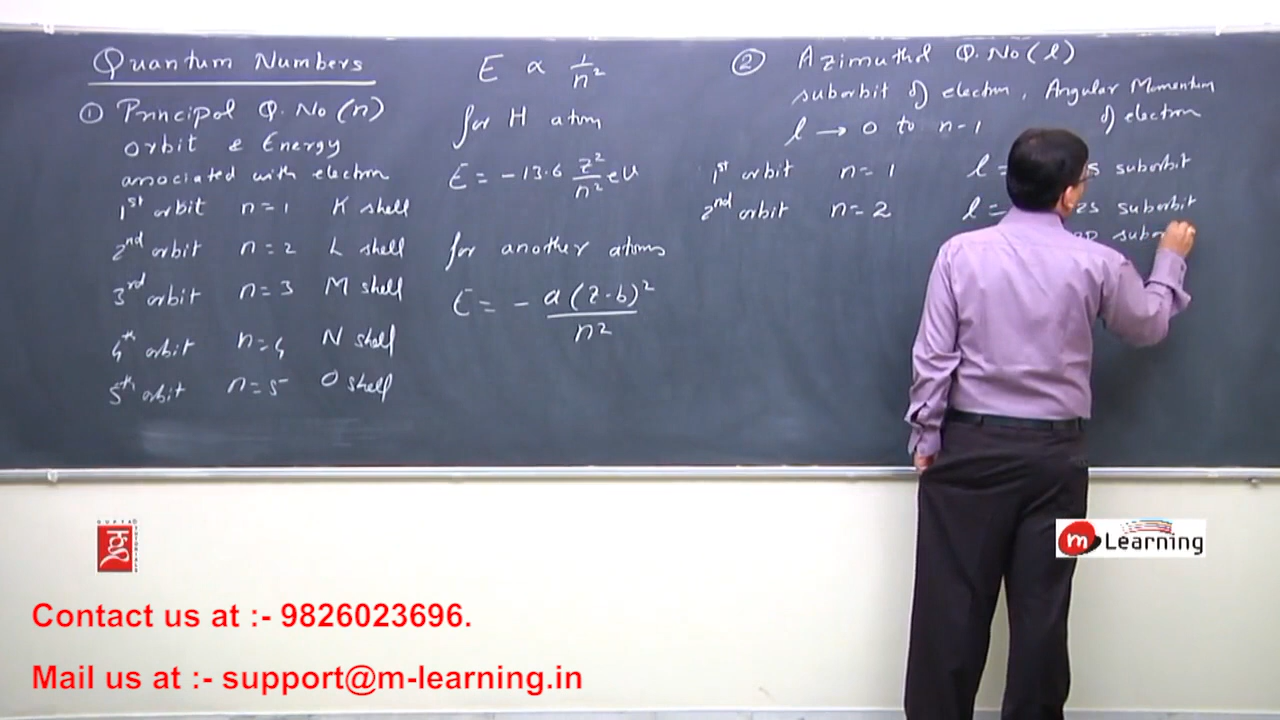 Quantum Numbers
① Principal Q. No (n)
orbit & Energy
associated with electron
1st orbit n = 1 K shell
2nd orbit n = 2 L shell
3rd orbit n = 3 M shell
4th orbit n = 4 N shell
5th orbit n = 5 O shell
E ∝ 1/n²
for H atom
E = -13.6 z²/n² eV
for another atoms
E = - a(z-b)²/n²
② Azimuthal Q. No (l)
suborbit of electron, Angular Momentum
of electron
l → 0 to n-1
1st orbit n = 1 l = s suborbit
2nd orbit n = 2 l = 2s suborbit
GUPTA TUTORIALS
m Learning
Contact us at :- 9826023696.
Mail us at :- support@m-learning.in